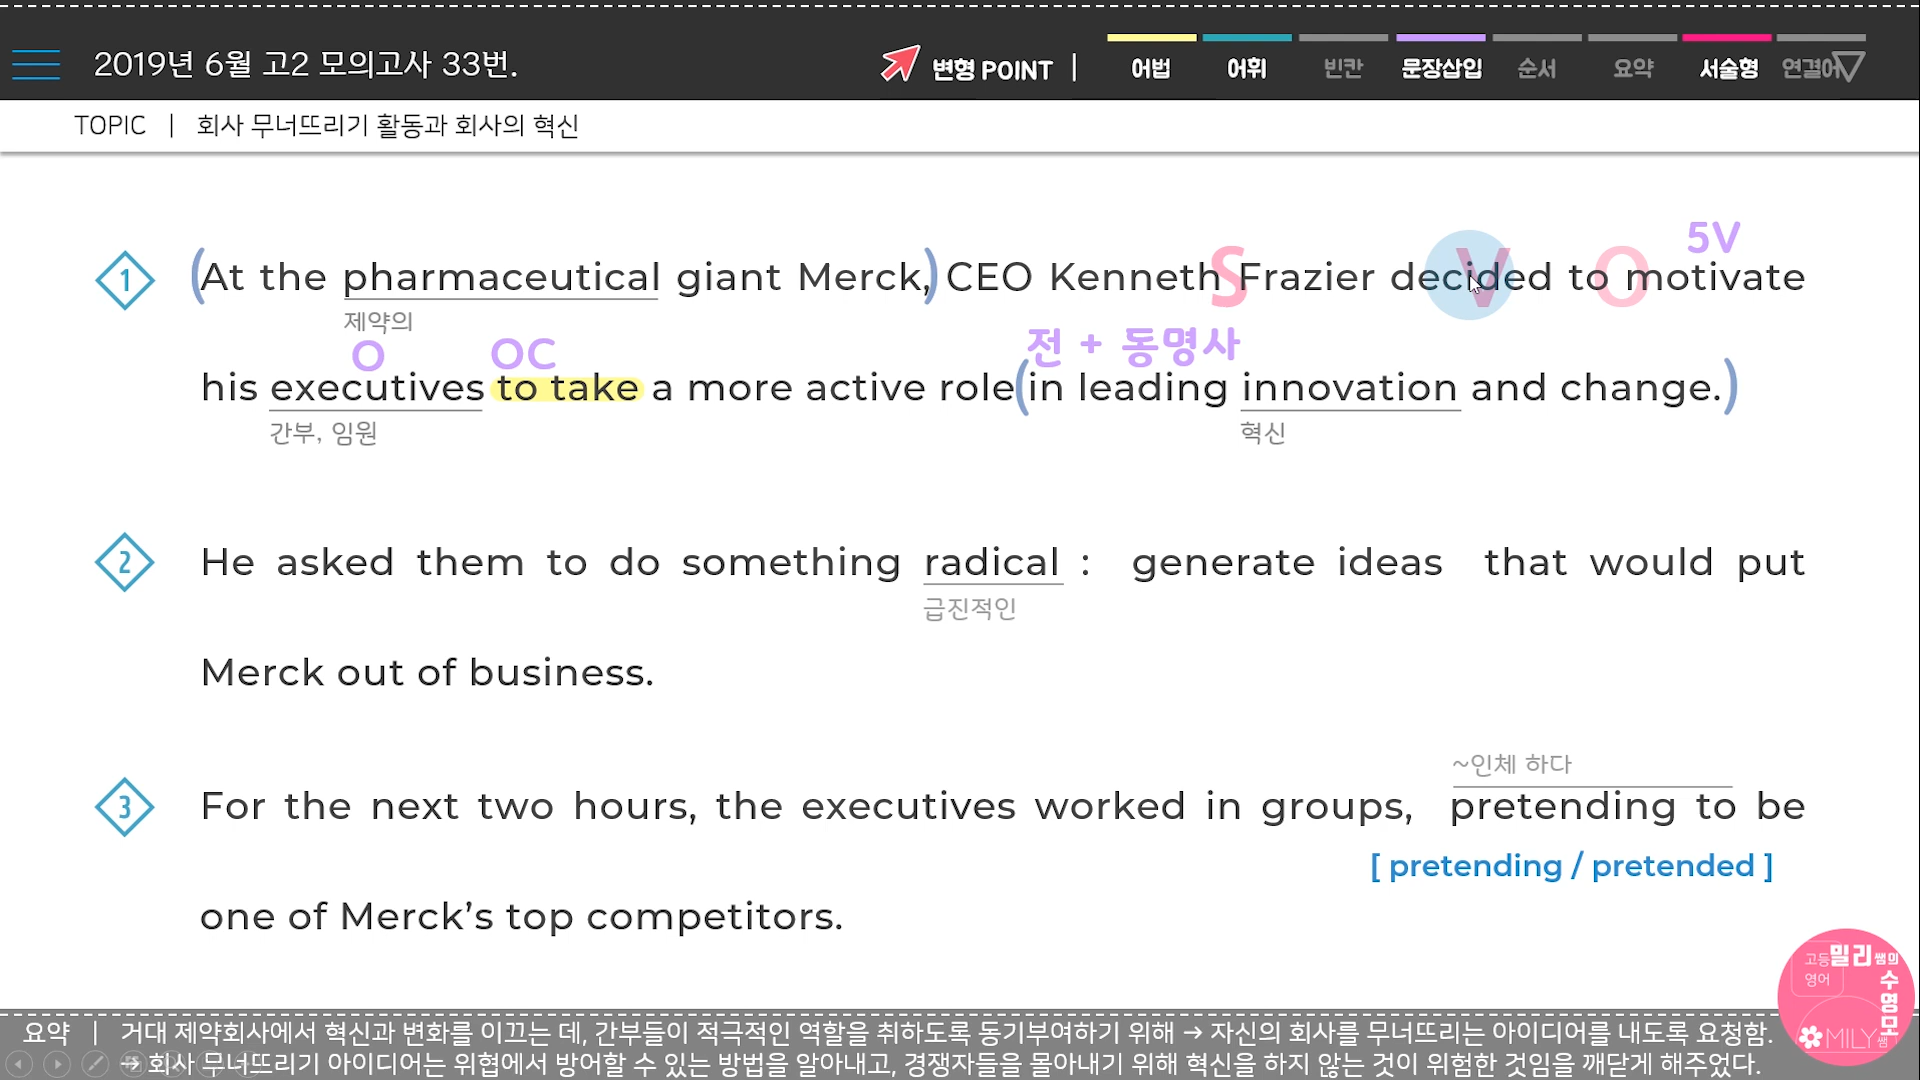 2019년 6월 고2 모의고사 33번.
변형 POINT | 어법 어휘 빈칸 문장삽입 순서 요약 서술형 연결어
TOPIC | 회사 무너뜨리기 활동과 회사의 혁신
5V
S V O
1 (At the pharmaceutical giant Merck,) CEO Kenneth Frazier decided to motivate
제약의
O OC 전 + 동명사
his executives to take a more active role (in leading innovation and change.)
간부, 임원 혁신
2 He asked them to do something radical : generate ideas that would put
급진적인
Merck out of business.
~인체 하다
3 For the next two hours, the executives worked in groups, pretending to be
[ pretending / pretended ]
one of Merck’s top competitors.
고등 영어 밀리쌤의 수영모
MILY쌤
요약 | 거대 제약회사에서 혁신과 변화를 이끄는 데, 간부들이 적극적인 역할을 취하도록 동기부여하기 위해 → 자신의 회사를 무너뜨리는 아이디어를 내도록 요청함.
→ 회사 무너뜨리기 아이디어는 위협에서 방어할 수 있는 방법을 알아내고, 경쟁자들을 몰아내기 위해 혁신을 하지 않는 것이 위험한 것임을 깨닫게 해주었다.